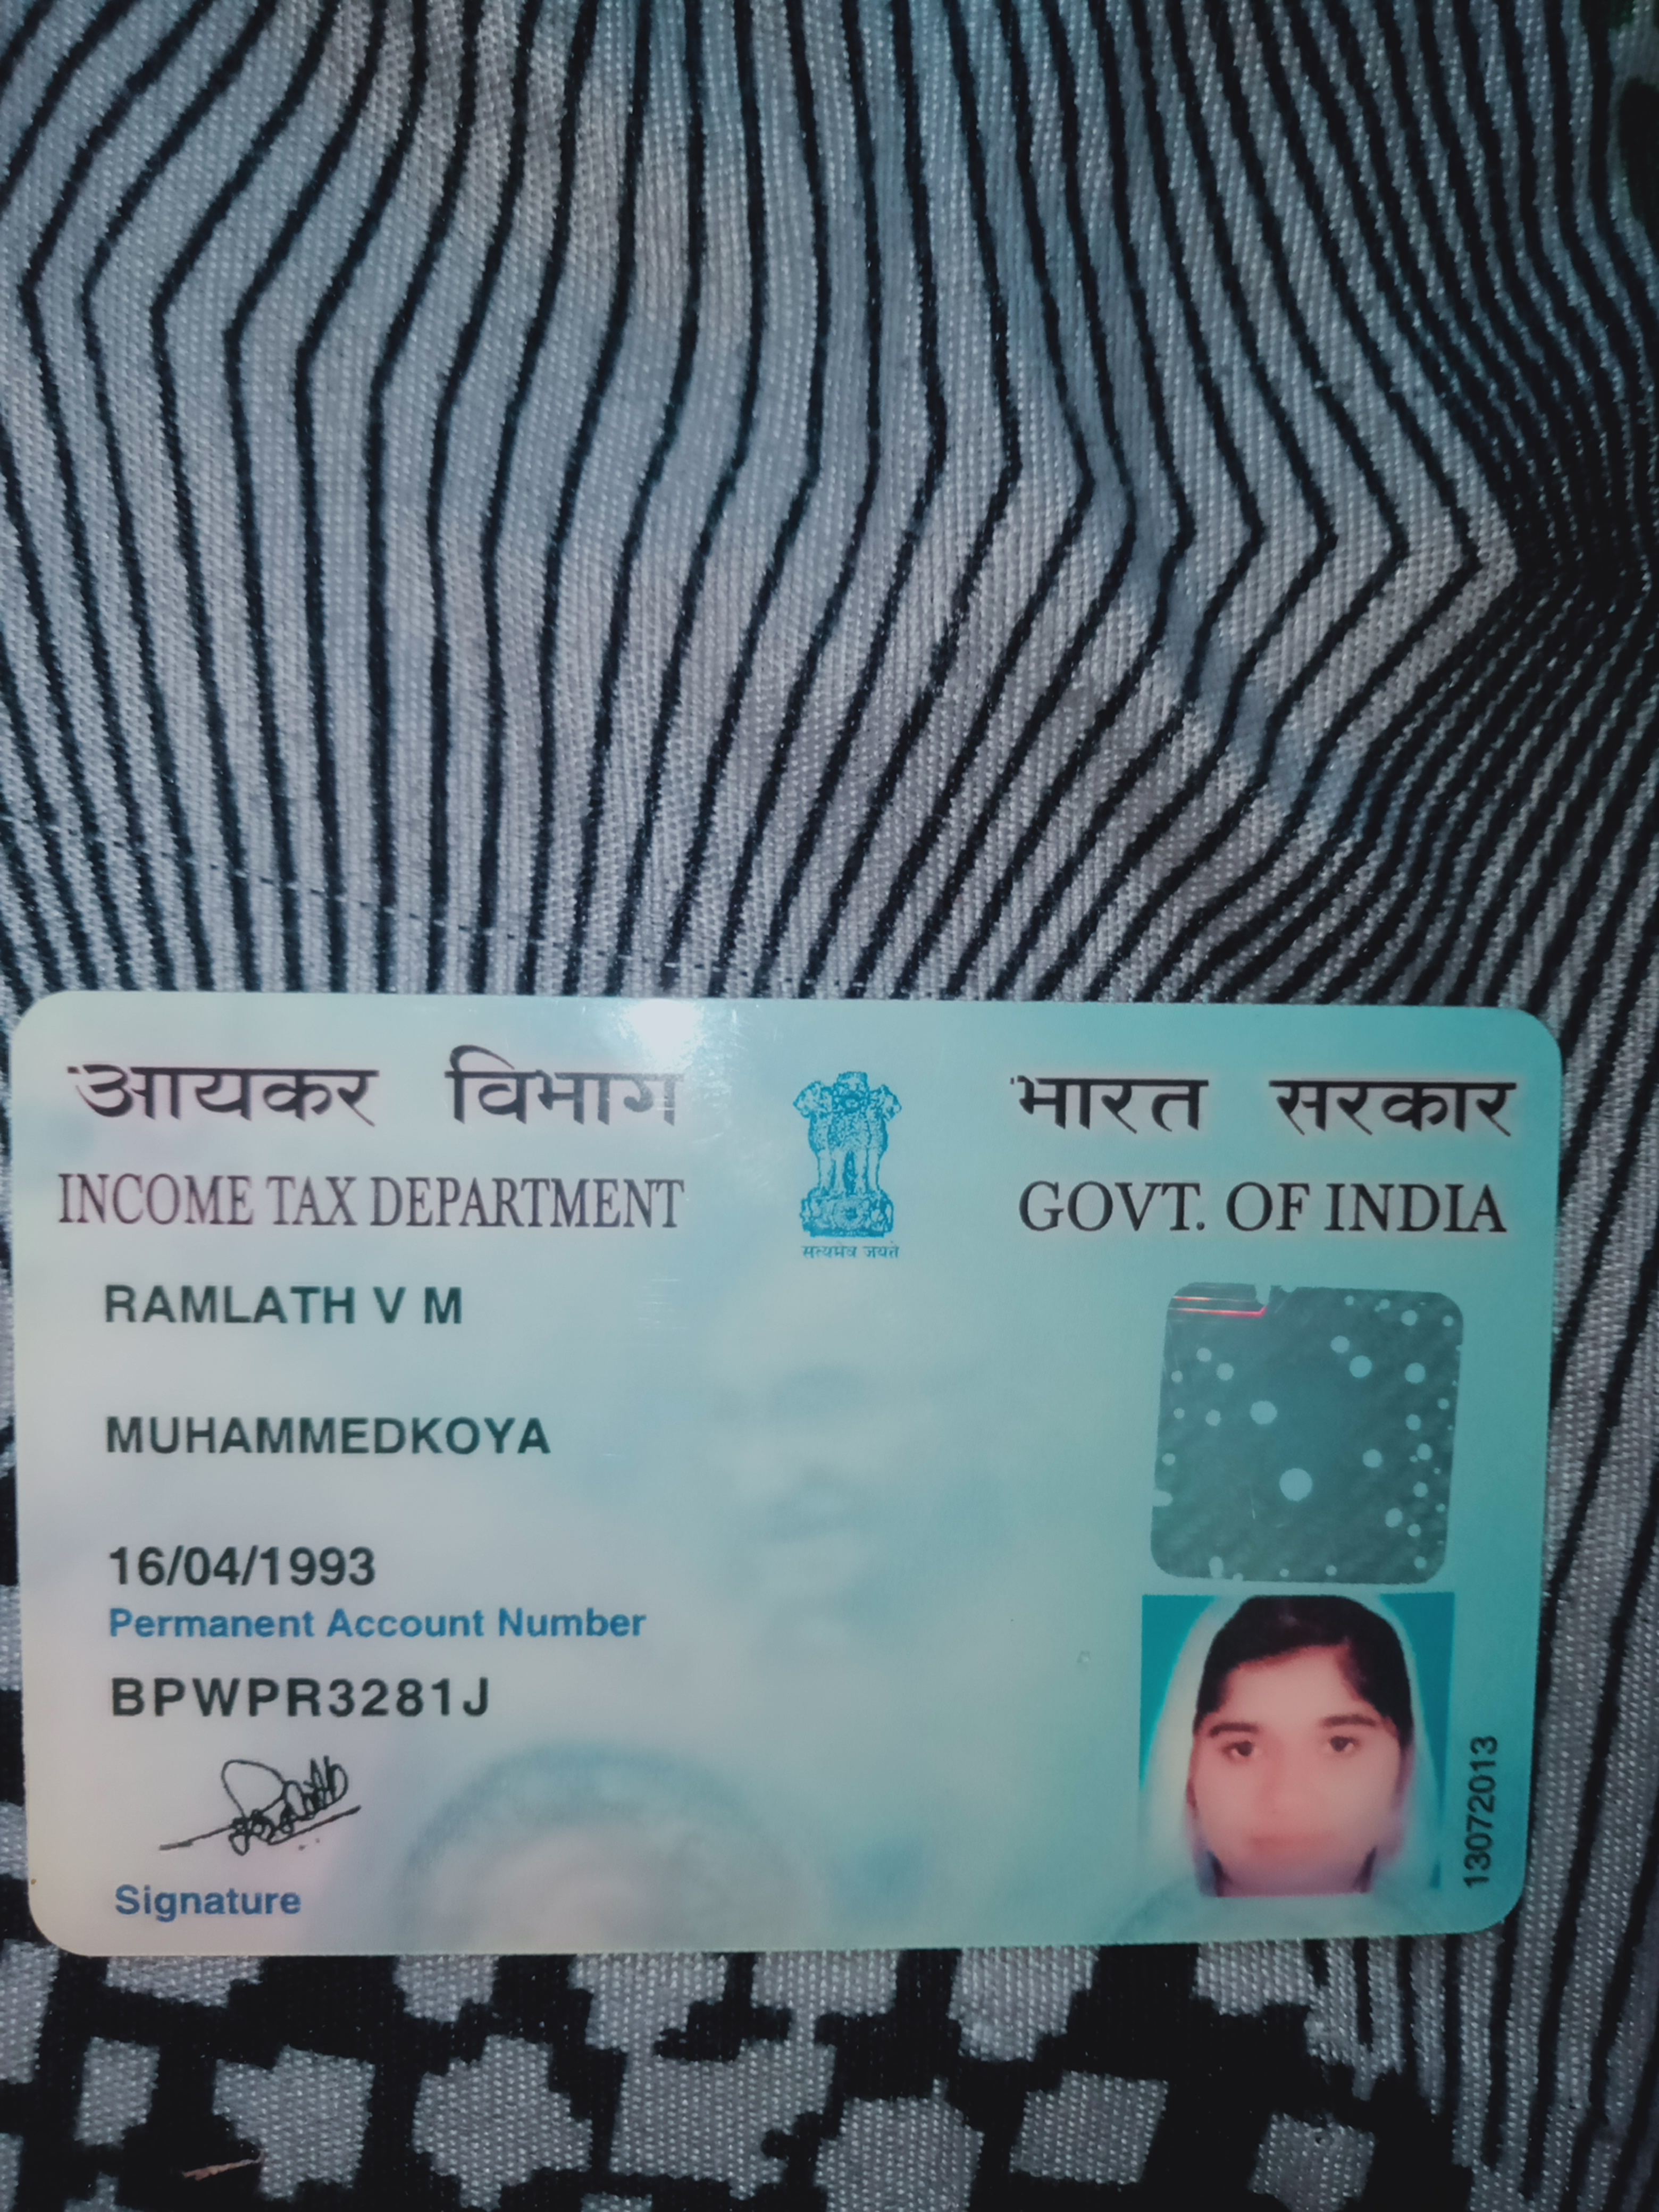 आयकर विभाग
INCOME TAX DEPARTMENT
सत्यमेव जयते
भारत सरकार
GOVT. OF INDIA
RAMLATH V M
MUHAMMEDKOYA
16/04/1993
Permanent Account Number
BPWPR3281J
Signature
13072013